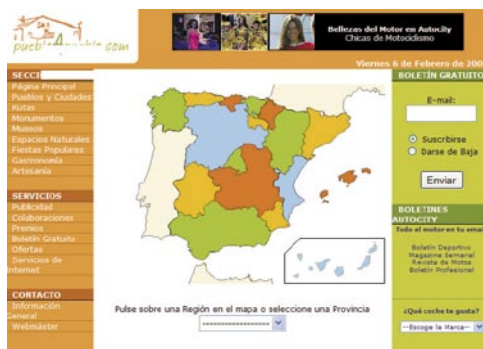 pueblo4pueblo.com
Bellezas del Motor en Autocity
Chicas de Motociclismo
Viernes 6 de Febrero de 200
SECCI
Página Principal
Pueblos y Ciudades
Rutas
Monumentos
Museos
Espacios Naturales
Fiestas Populares
Gastronomía
Artesanía
SERVICIOS
Publicidad
Colaboraciones
Premios
Boletín Gratuito
Ofertas
Servicios de
Internet
CONTACTO
Información
General
Webmáster
Pulse sobre una Región en el mapa o seleccione una Provincia
------------------
BOLETÍN GRATUITO
E-mail:
Suscribirse
Darse de Baja
Enviar
BOLETINES
AUTOCITY
Todo el motor en tu emai
Boletín Deportivo
Magazine Semanal
Revista de Motos
Boletín Profesional
¿Qué coche te gusta?
--Escoge la Marca--